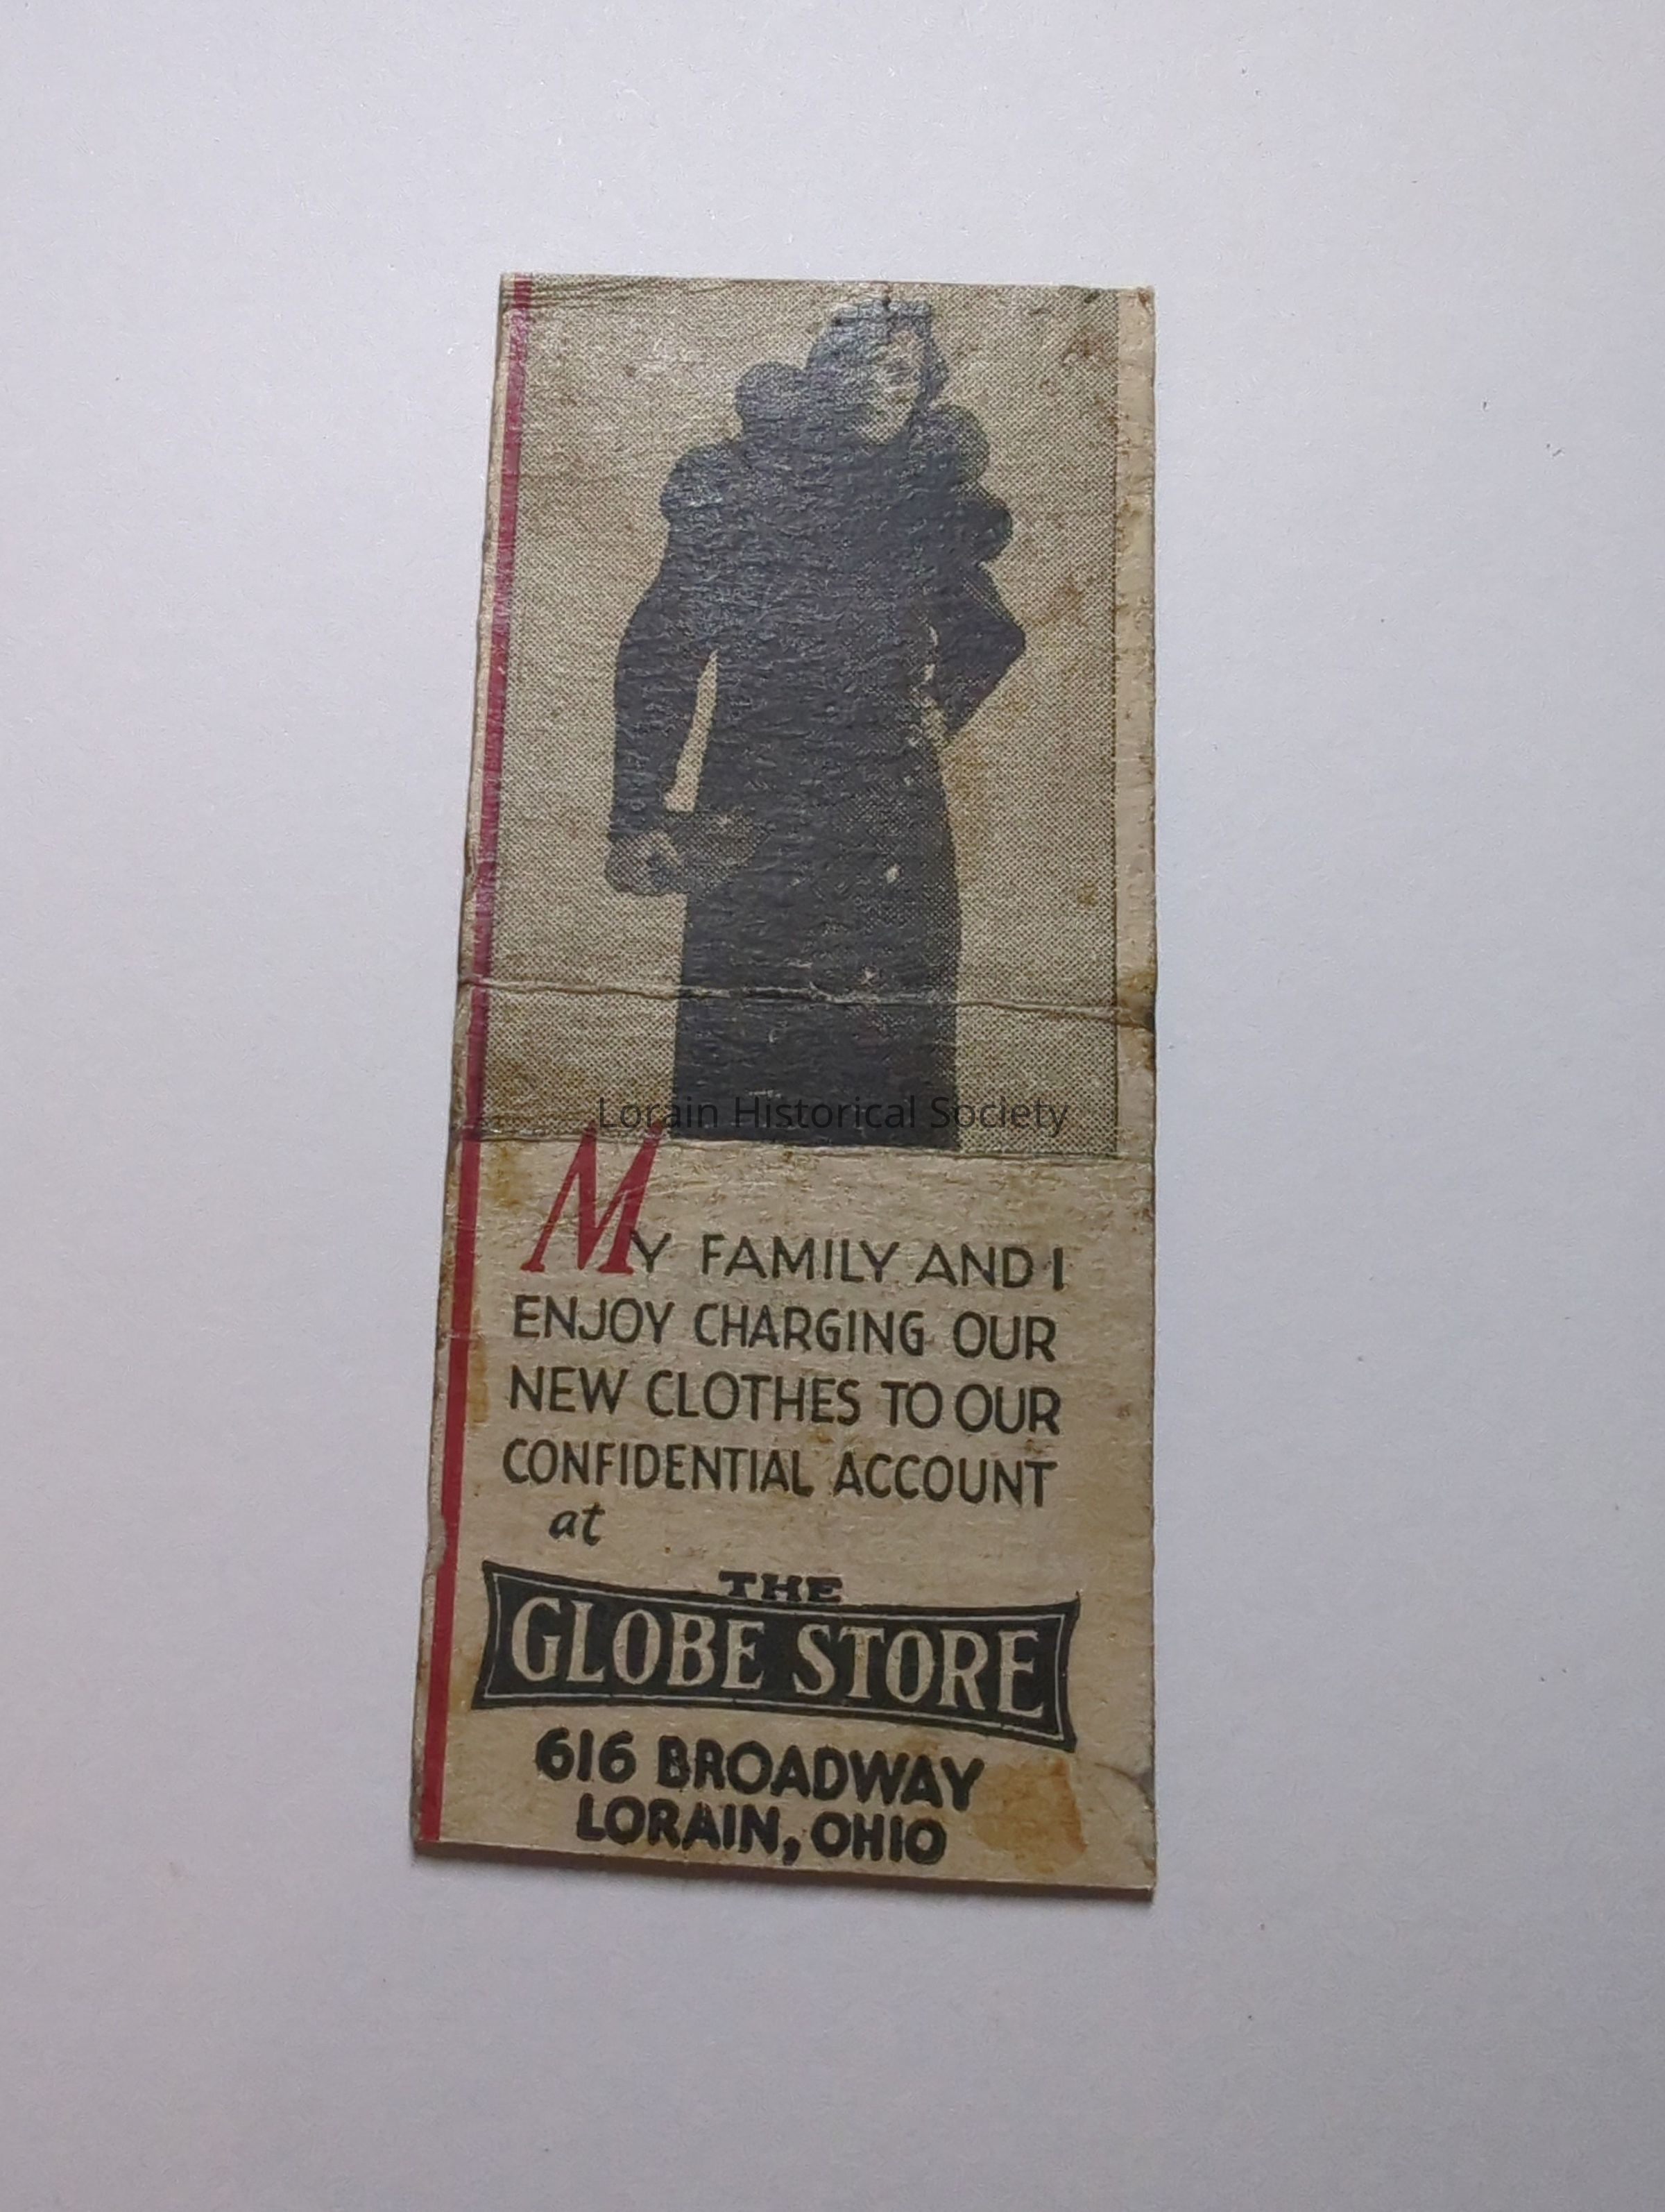 Lorain Historical Society
MY FAMILY AND I
ENJOY CHARGING OUR
NEW CLOTHES TO OUR
CONFIDENTIAL ACCOUNT
at
THE
GLOBE STORE
616 BROADWAY
LORAIN, OHIO